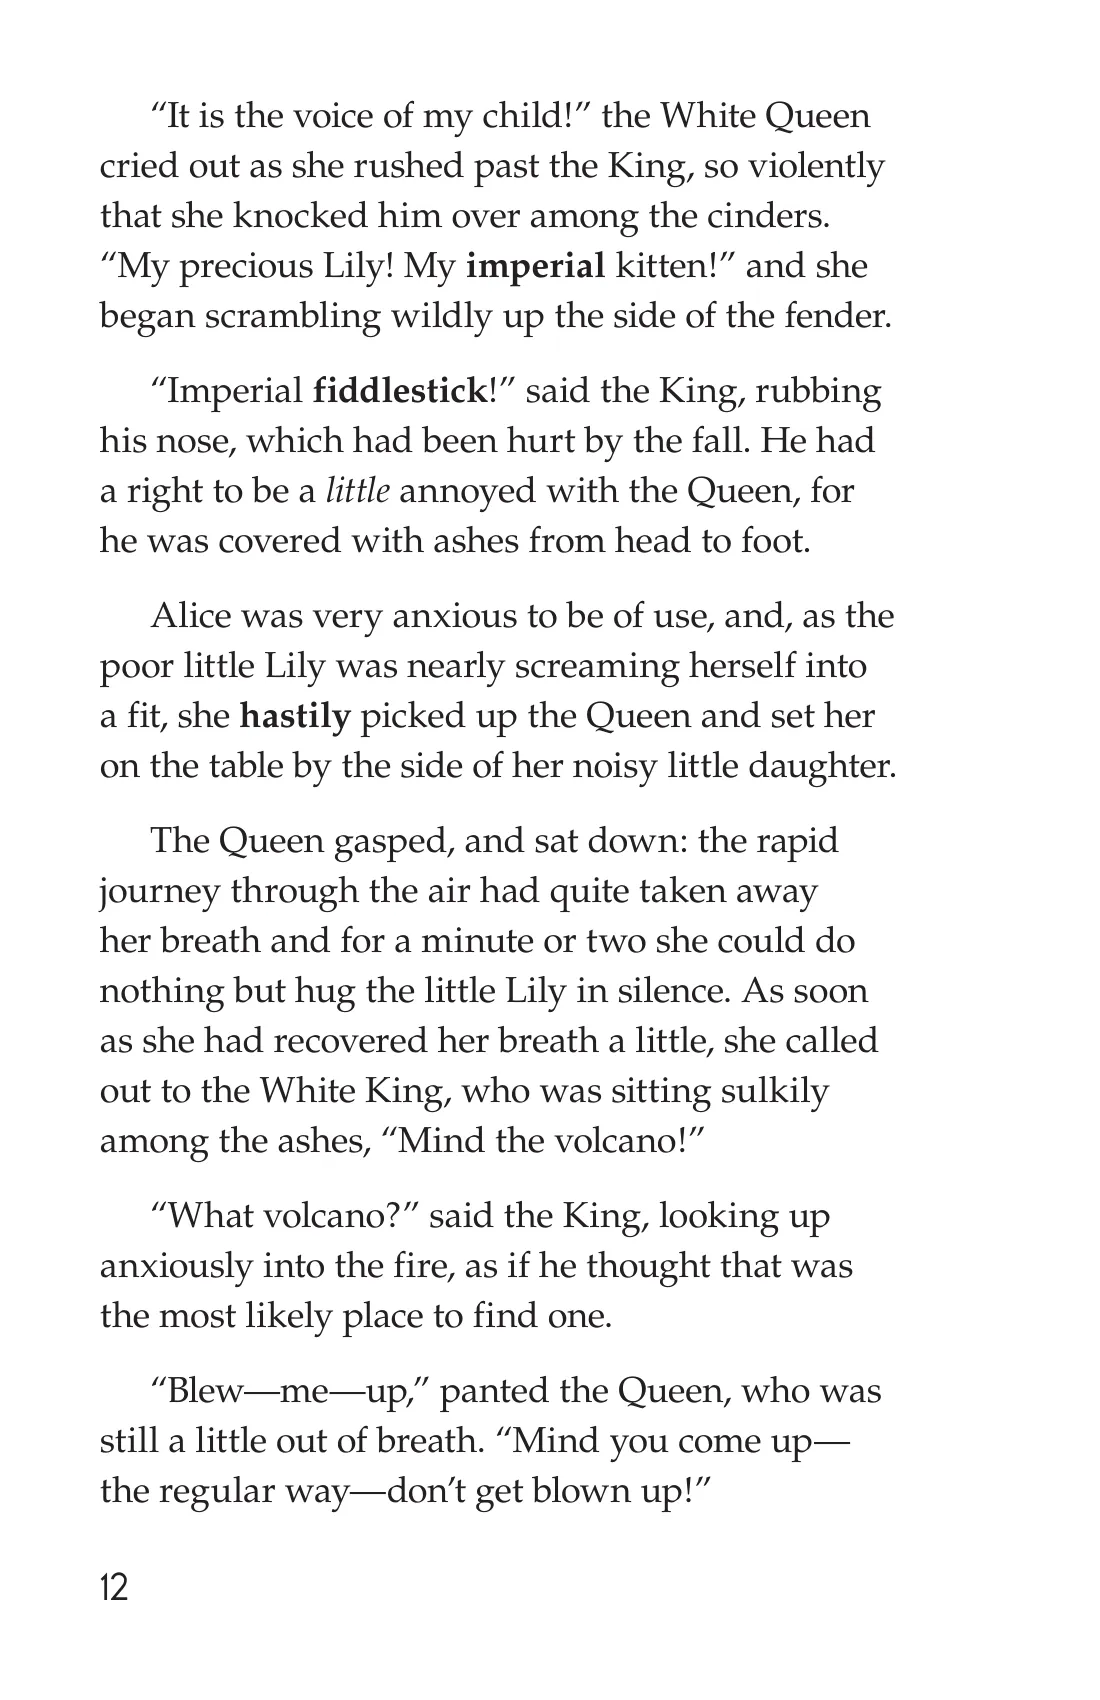 “It is the voice of my child!” the White Queen
cried out as she rushed past the King, so violently
that she knocked him over among the cinders.
“My precious Lily! My imperial kitten!” and she
began scrambling wildly up the side of the fender.
“Imperial fiddlestick!” said the King, rubbing
his nose, which had been hurt by the fall. He had
a right to be a little annoyed with the Queen, for
he was covered with ashes from head to foot.
Alice was very anxious to be of use, and, as the
poor little Lily was nearly screaming herself into
a fit, she hastily picked up the Queen and set her
on the table by the side of her noisy little daughter.
The Queen gasped, and sat down: the rapid
journey through the air had quite taken away
her breath and for a minute or two she could do
nothing but hug the little Lily in silence. As soon
as she had recovered her breath a little, she called
out to the White King, who was sitting sulkily
among the ashes, “Mind the volcano!”
“What volcano?” said the King, looking up
anxiously into the fire, as if he thought that was
the most likely place to find one.
“Blew—me—up,” panted the Queen, who was
still a little out of breath. “Mind you come up—
the regular way—don’t get blown up!”
12